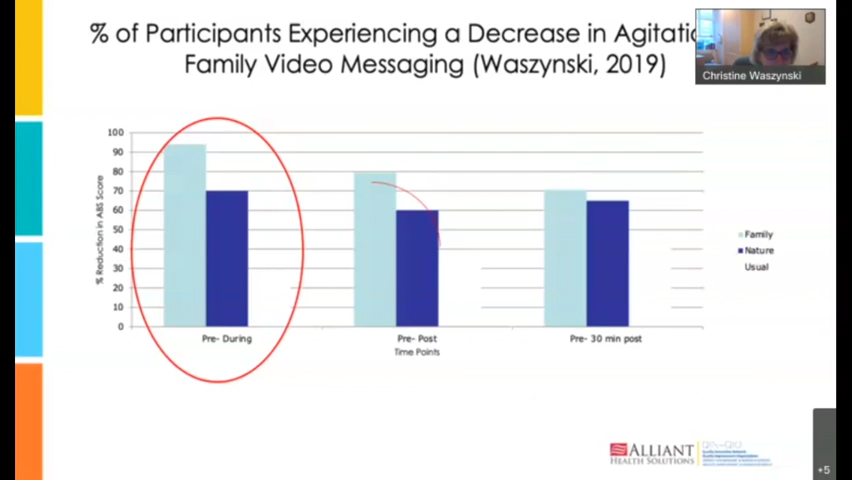 % of Participants Experiencing a Decrease in Agitatio
Family Video Messaging (Waszynski, 2019)
Christine Waszynski
% Reduction in ABS Score
100
90
80
70
60
50
40
30
20
10
0
Pre- During
Pre- Post
Pre- 30 min post
Time Points
Family
Nature
Usual
ALLIANT
HEALTH SOLUTIONS
QIN-QIO
+5